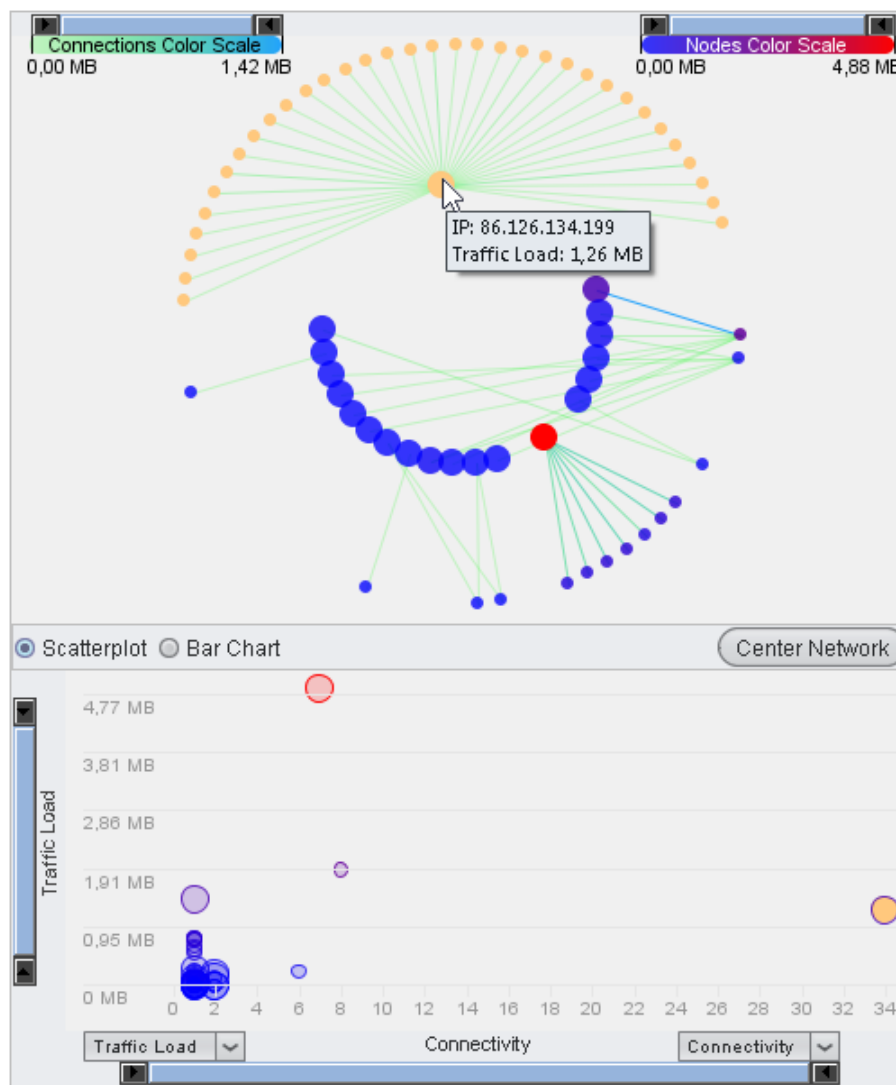 Connections Color Scale
0,00 MB 1,42 MB
Nodes Color Scale
0,00 MB 4,88 MB
IP: 86.126.134.199
Traffic Load: 1,26 MB
Scatterplot Bar Chart Center Network
4,77 MB
3,81 MB
2,86 MB
1,91 MB
0,95 MB
0 MB
Traffic Load
0 2 4 6 8 10 12 14 16 18 20 22 24 26 28 30 32 34
Traffic Load Connectivity Connectivity